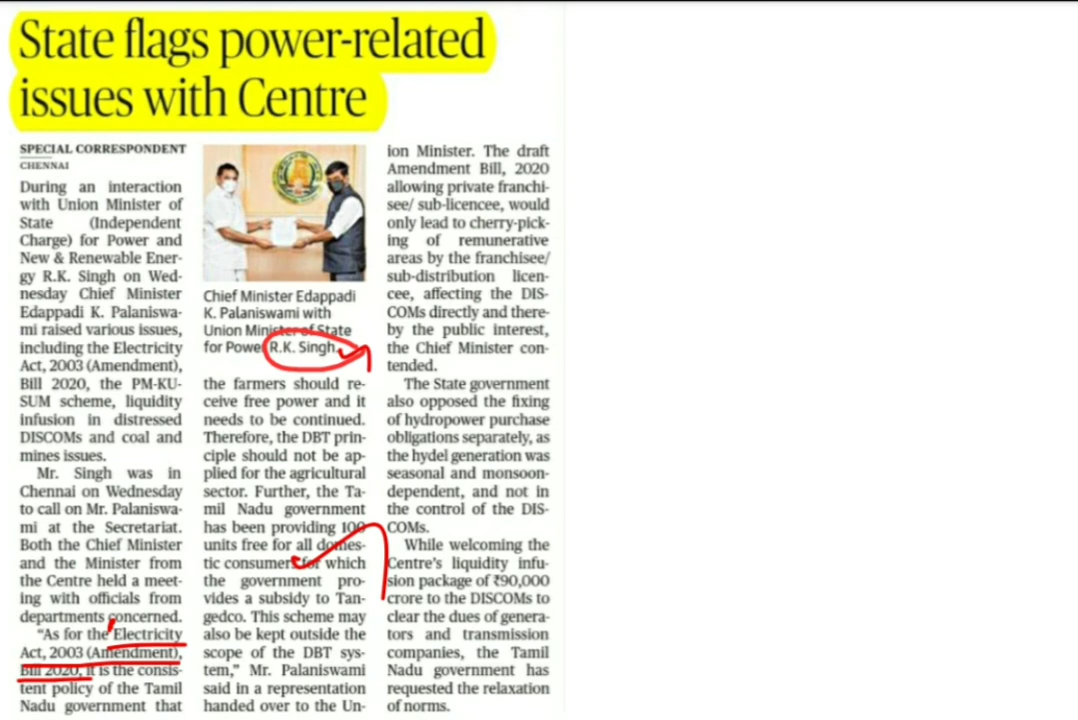 State flags power-related
issues with Centre
SPECIAL CORRESPONDENT
CHENNAI
During an interaction
with Union Minister of
State (Independent
Charge) for Power and
New & Renewable Ener-
gy R.K. Singh on Wed-
nesday Chief Minister
Edappadi K. Palaniswa-
mi raised various issues,
including the Electricity
Act, 2003 (Amendment),
Bill 2020, the PM-KU-
SUM scheme, liquidity
infusion in distressed
DISCOMs and coal and
mines issues.
Mr. Singh was in
Chennai on Wednesday
to call on Mr. Palaniswa-
mi at the Secretariat.
Both the Chief Minister
and the Minister from
the Centre held a meet-
ing with officials from
departments concerned.
“As for the Electricity
Act, 2003 (Amendment),
Bill 2020, it is the consis-
tent policy of the Tamil
Nadu government that
Chief Minister Edappadi
K. Palaniswami with
Union Minister of State
for Power R.K. Singh.
the farmers should re-
ceive free power and it
needs to be continued.
Therefore, the DBT prin-
ciple should not be ap-
plied for the agricultural
sector. Further, the Ta-
mil Nadu government
has been providing 100
units free for all domes-
tic consumers for which
the government pro-
vides a subsidy to Tan-
gedco. This scheme may
also be kept outside the
scope of the DBT sys-
tem,” Mr. Palaniswami
said in a representation
handed over to the Un-
ion Minister. The draft
Amendment Bill, 2020
allowing private franchi-
see/ sub-licencee, would
only lead to cherry-pick-
ing of remunerative
areas by the franchisee/
sub-distribution licen-
cee, affecting the DIS-
COMs directly and there-
by the public interest,
the Chief Minister con-
tended.
The State government
also opposed the fixing
of hydropower purchase
obligations separately, as
the hydel generation was
seasonal and monsoon-
dependent, and not in
the control of the DIS-
COMs.
While welcoming the
Centre’s liquidity infu-
sion package of ₹90,000
crore to the DISCOMs to
clear the dues of genera-
tors and transmission
companies, the Tamil
Nadu government has
requested the relaxation
of norms.